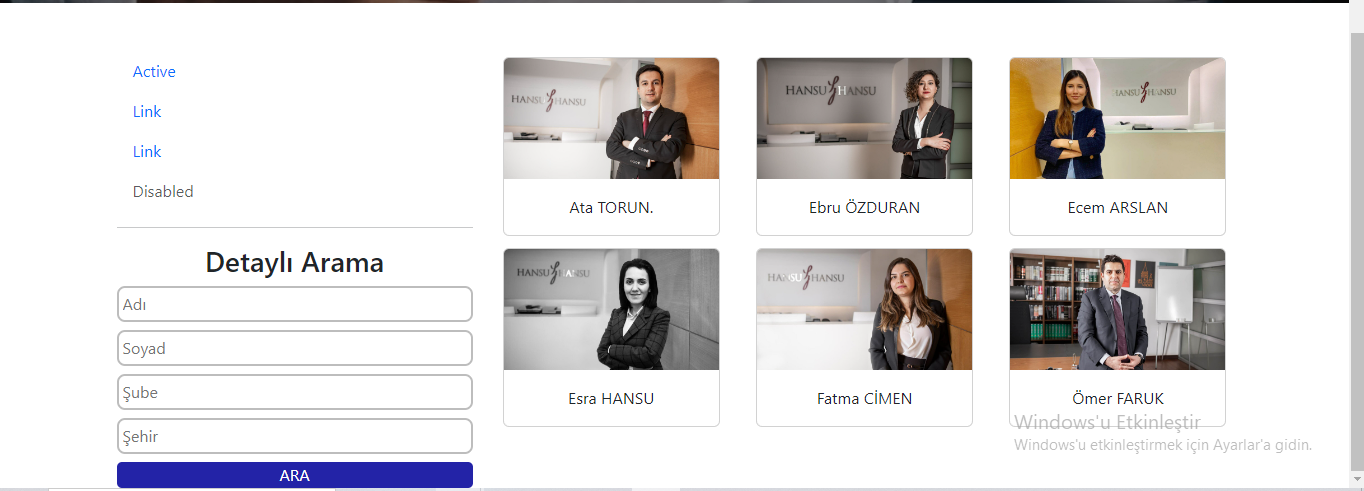 Active
Link
Link
Disabled
Detaylı Arama
Adı
Soyad
Şube
Şehir
ARA
HANSU HANSU
Ata TORUN.
HANSU HANSU
Ebru ÖZDURAN
HANSU HANSU
Ecem ARSLAN
HANSU HANSU
Esra HANSU
HANSU HANSU
Fatma CİMEN
Ömer FARUK
Windows'u Etkinleştir
Windows'u etkinleştirmek için Ayarlar'a gidin.